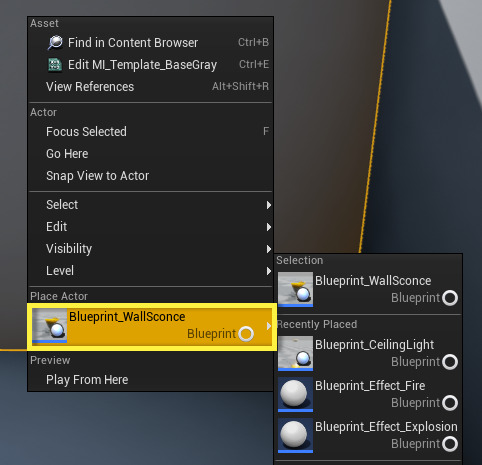 Asset
Find in Content Browser Ctrl+B
Edit MI_Template_BaseGray Ctrl+E
View References Alt+Shift+R
Actor
Focus Selected F
Go Here
Snap View to Actor
Select
Edit
Visibility
Level
Place Actor
Blueprint_WallSconce
Blueprint
Preview
Play From Here
Selection
Blueprint_WallSconce
Blueprint
Recently Placed
Blueprint_CeilingLight
Blueprint
Blueprint_Effect_Fire
Blueprint
Blueprint_Effect_Explosion
Blueprint